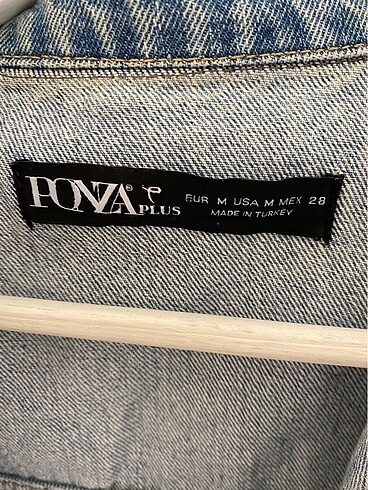 PONZA® PLUS EUR M USA M MEX 28
MADE IN TURKEY